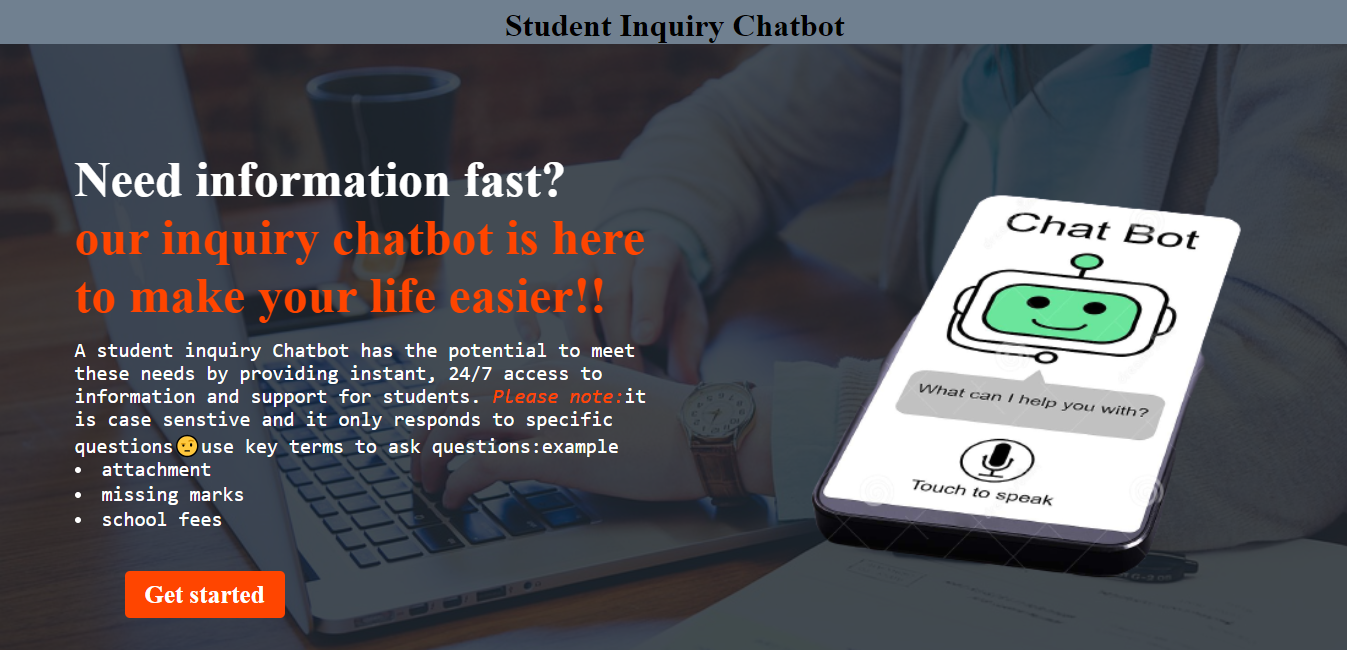 Student Inquiry Chatbot
Need information fast?
our inquiry chatbot is here
to make your life easier!!
A student inquiry Chatbot has the potential to meet
these needs by providing instant, 24/7 access to
information and support for students. Please note:it
is case senstive and it only responds to specific
questions🤨use key terms to ask questions:example
• attachment
• missing marks
• school fees
Get started
Chat Bot
What can I help you with?
Touch to speak